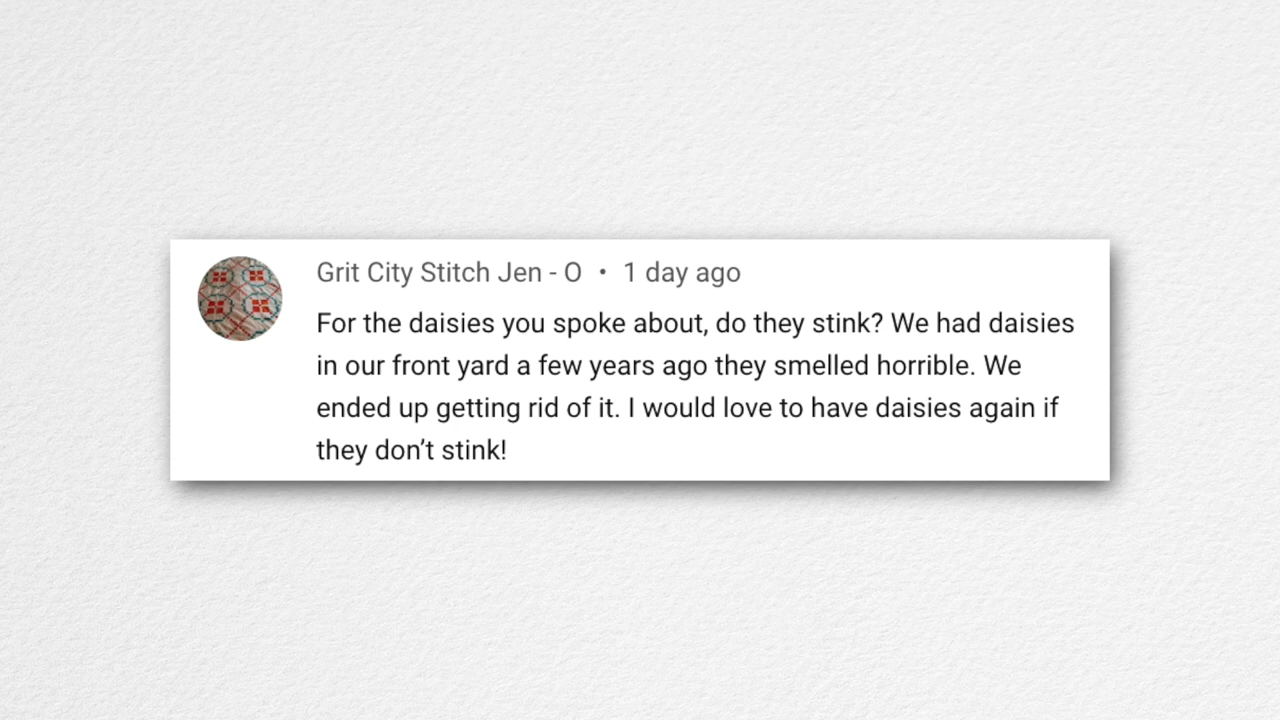 Grit City Stitch Jen - O • 1 day ago
For the daisies you spoke about, do they stink? We had daisies
in our front yard a few years ago they smelled horrible. We
ended up getting rid of it. I would love to have daisies again if
they don’t stink!